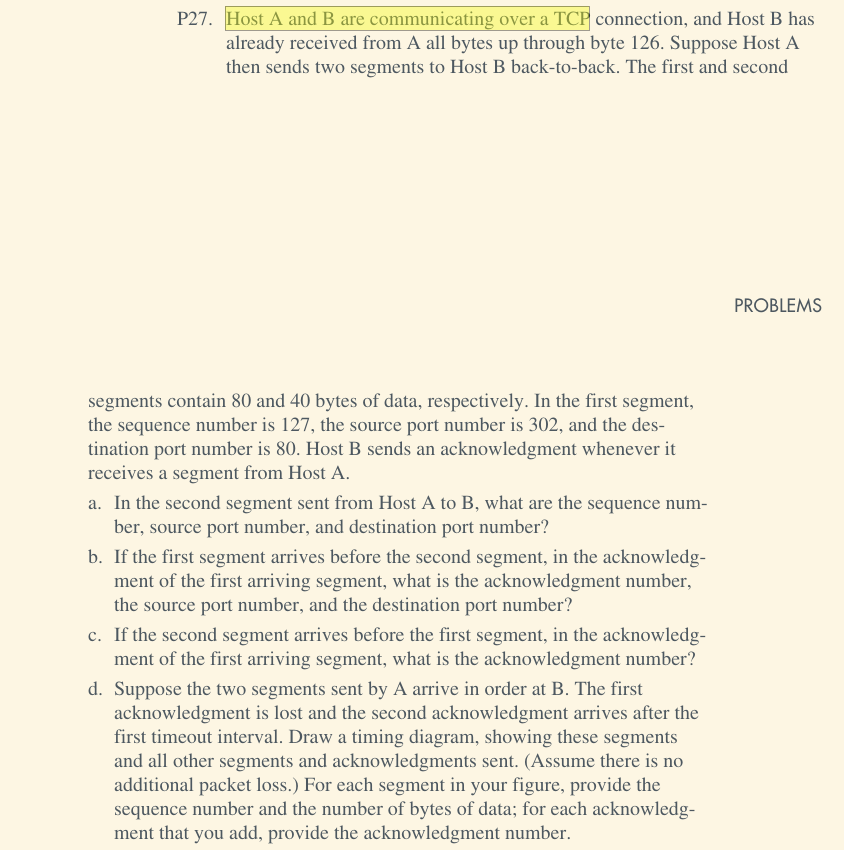 P27. Host A and B are communicating over a TCP connection, and Host B has
already received from A all bytes up through byte 126. Suppose Host A
then sends two segments to Host B back-to-back. The first and second
PROBLEMS
segments contain 80 and 40 bytes of data, respectively. In the first segment,
the sequence number is 127, the source port number is 302, and the des-
tination port number is 80. Host B sends an acknowledgment whenever it
receives a segment from Host A.
a. In the second segment sent from Host A to B, what are the sequence num-
ber, source port number, and destination port number?
b. If the first segment arrives before the second segment, in the acknowledg-
ment of the first arriving segment, what is the acknowledgment number,
the source port number, and the destination port number?
c. If the second segment arrives before the first segment, in the acknowledg-
ment of the first arriving segment, what is the acknowledgment number?
d. Suppose the two segments sent by A arrive in order at B. The first
acknowledgment is lost and the second acknowledgment arrives after the
first timeout interval. Draw a timing diagram, showing these segments
and all other segments and acknowledgments sent. (Assume there is no
additional packet loss.) For each segment in your figure, provide the
sequence number and the number of bytes of data; for each acknowledg-
ment that you add, provide the acknowledgment number.